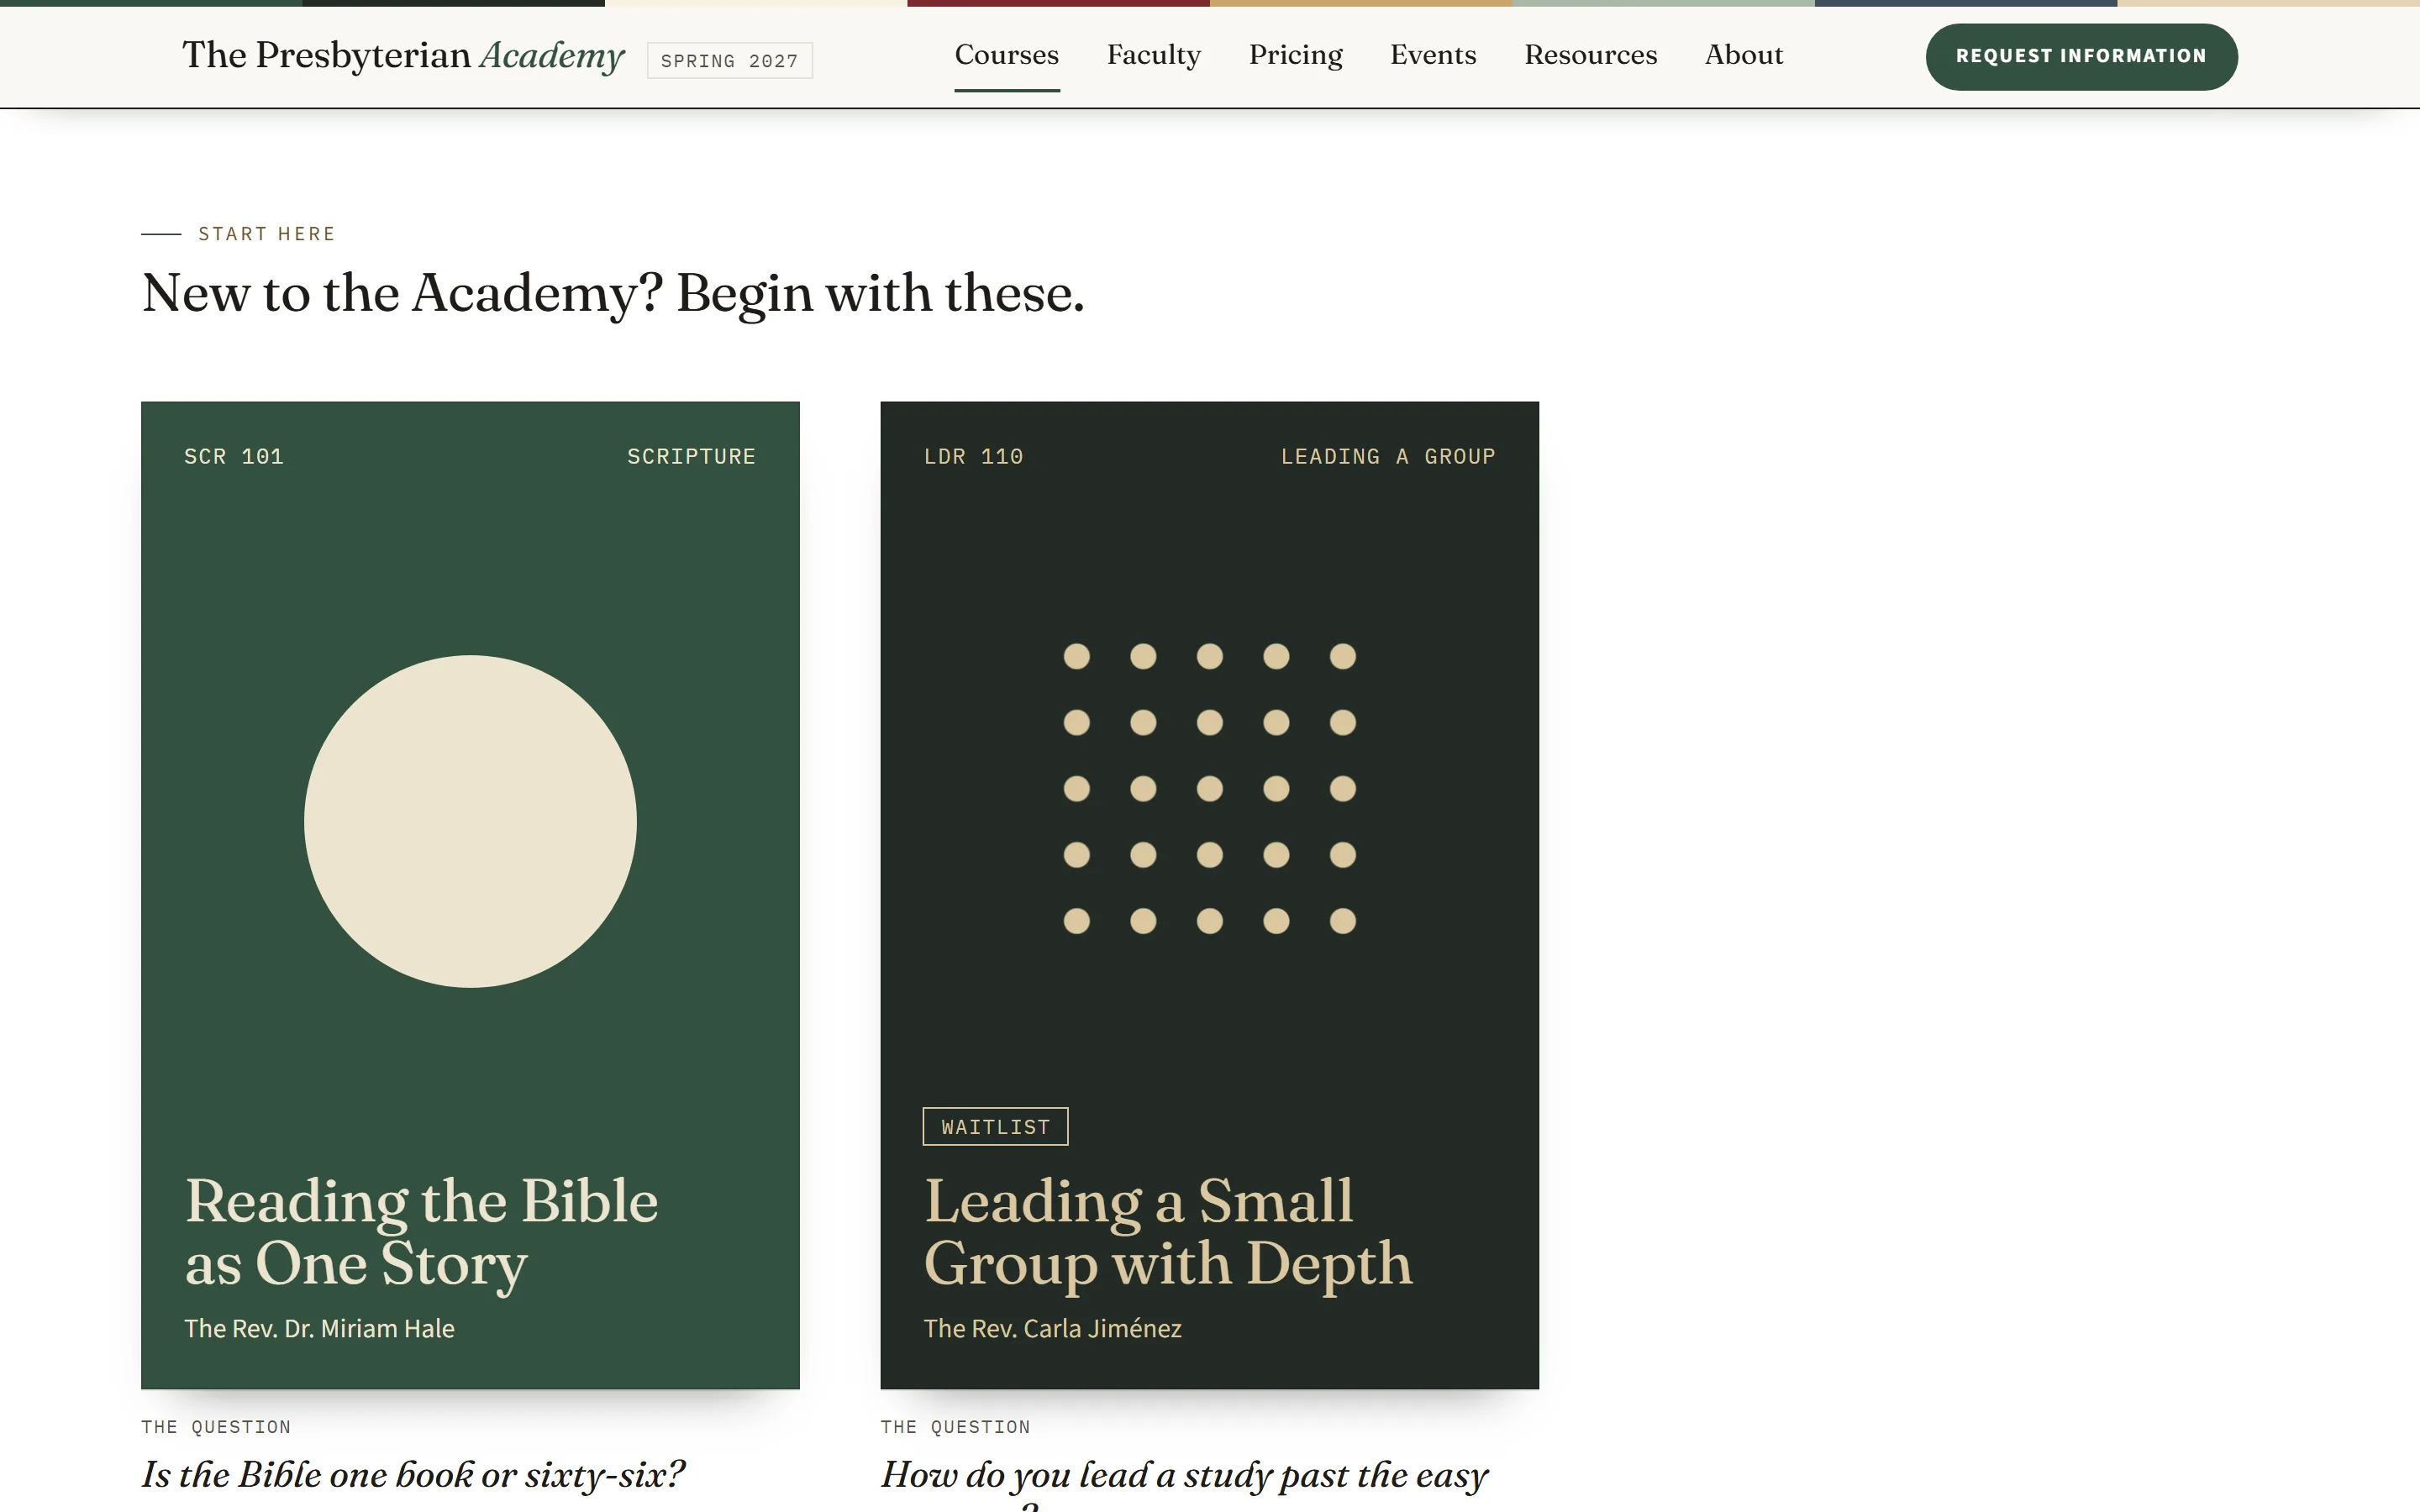 The Presbyterian Academy
SPRING 2027
Courses
Faculty
Pricing
Events
Resources
About
REQUEST INFORMATION
START HERE
New to the Academy? Begin with these.
SCR 101
SCRIPTURE
Reading the Bible
as One Story
The Rev. Dr. Miriam Hale
THE QUESTION
Is the Bible one book or sixty-six?
LDR 110
LEADING A GROUP
WAITLIST
Leading a Small
Group with Depth
The Rev. Carla Jiménez
THE QUESTION
How do you lead a study past the easy